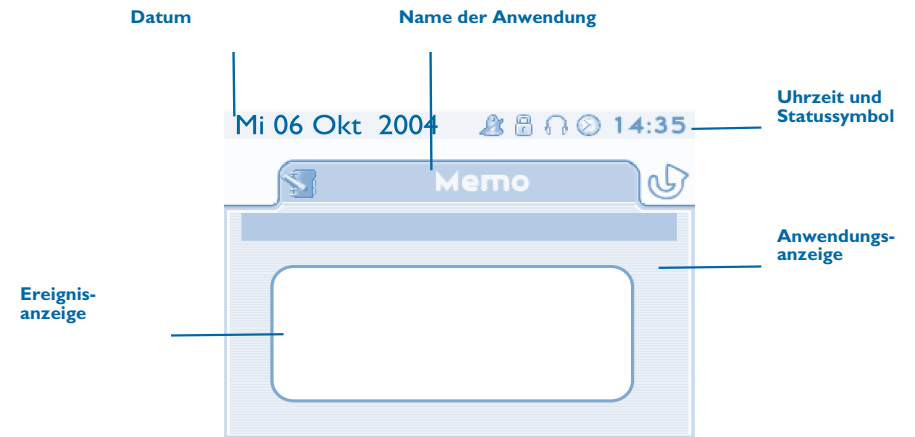 Datum
Name der Anwendung
Uhrzeit und
Statussymbol
Mi 06 Okt 2004
14:35
Memo
Anwendungs-
anzeige
Ereignis-
anzeige